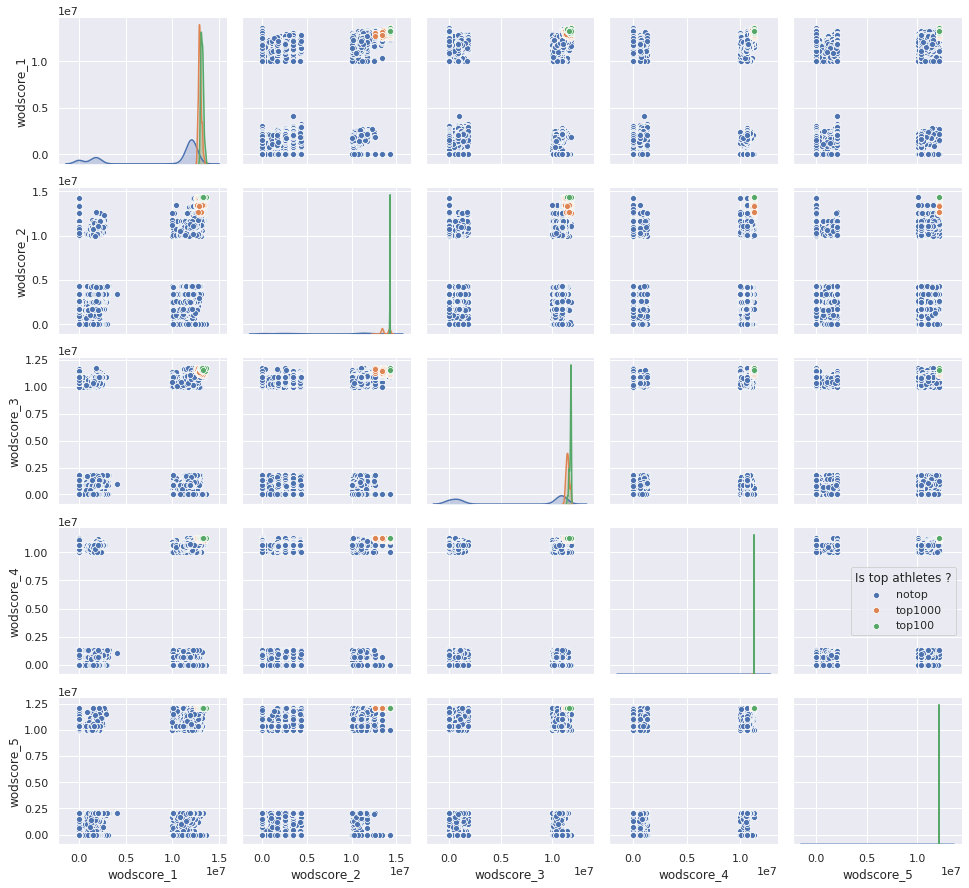 1e7
wodscore_1
1.0
0.5
0.0
1e7
wodscore_2
1.5
1.0
0.5
0.0
1e7
wodscore_3
1.25
1.00
0.75
0.50
0.25
0.00
1e7
wodscore_4
1.00
0.75
0.50
0.25
0.00
Is top athletes ?
notop
top1000
top100
1e7
wodscore_5
1.25
1.00
0.75
0.50
0.25
0.00
0.0 0.5 1.0 1.5 0.0 0.5 1.0 1.5 0.0 0.5 1.0 0.0 0.5 1.0 0.0 0.5 1.0
1e7 1e7 1e7 1e7 1e7
wodscore_1 wodscore_2 wodscore_3 wodscore_4 wodscore_5